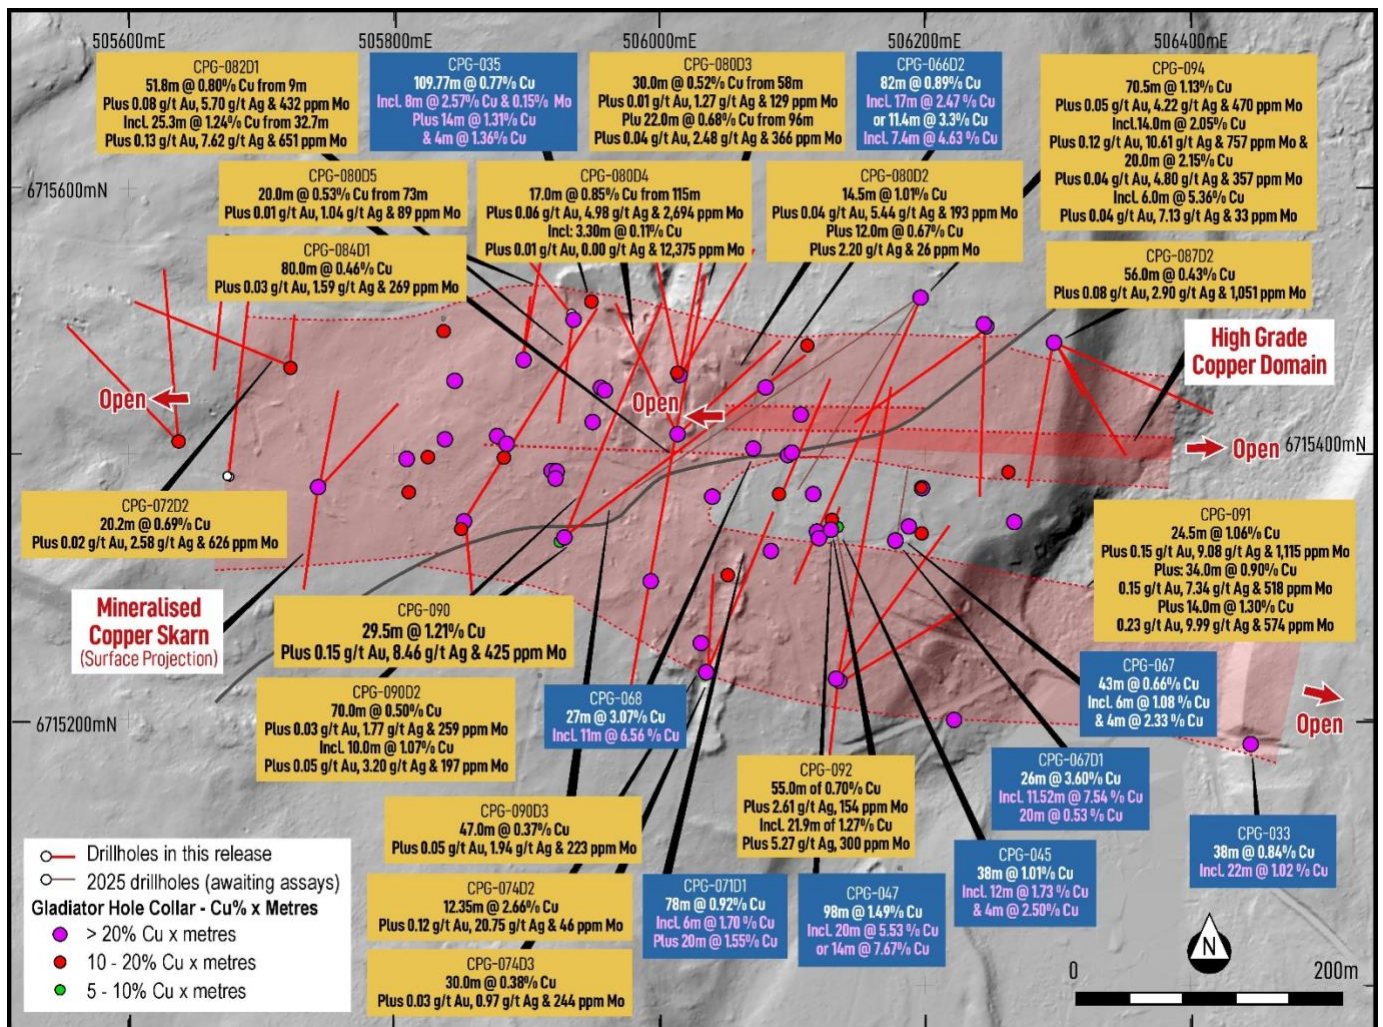 505600mE
505800mE
506000mE
506200mE
506400mE
CPG-082D1
51.8m @ 0.80% Cu from 9m
Plus 0.08 g/t Au, 5.70 g/t Ag & 432 ppm Mo
Incl. 25.3m @ 1.24% Cu from 32.7m
Plus 0.13 g/t Au, 7.62 g/t Ag & 651 ppm Mo
CPG-035
109.77m @ 0.77% Cu
Incl. 8m @ 2.57% Cu & 0.15% Mo
Plus 14m @ 1.31% Cu
& 4m @ 1.36% Cu
CPG-080D3
30.0m @ 0.52% Cu from 58m
Plus 0.01 g/t Au, 1.27 g/t Ag & 129 ppm Mo
Plu 22.0m @ 0.68% Cu from 96m
Plus 0.04 g/t Au, 2.48 g/t Ag & 366 ppm Mo
CPG-066D2
82m @ 0.89% Cu
Incl. 17m @ 2.47 % Cu
or 11.4m @ 3.3% Cu
Incl. 7.4m @ 4.63 % Cu
CPG-094
70.5m @ 1.13% Cu
Plus 0.05 g/t Au, 4.22 g/t Ag & 470 ppm Mo
Incl.14.0m @ 2.05% Cu
Plus 0.12 g/t Au, 10.61 g/t Ag & 757 ppm Mo &
20.0m @ 2.15% Cu
Plus 0.04 g/t Au, 4.80 g/t Ag & 357 ppm Mo
Incl 6.0m @ 5.36% Cu
Plus 0.04 g/t Au, 7.13 g/t Ag & 33 ppm Mo
6715600mN
CPG-080D5
20.0m @ 0.53% Cu from 73m
Plus 0.01 g/t Au, 1.04 g/t Ag & 89 ppm Mo
CPG-080D4
17.0m @ 0.85% Cu from 115m
Plus 0.06 g/t Au, 4.98 g/t Ag & 2,694 ppm Mo
Incl: 3.30m @ 0.11% Cu
Plus 0.01 g/t Au, 0.00 g/t Ag & 12,375 ppm Mo
CPG-080D2
14.5m @ 1.01% Cu
Plus 0.04 g/t Au, 5.44 g/t Ag & 193 ppm Mo
Plus 12.0m @ 0.67% Cu
Plus 2.20 g/t Ag & 26 ppm Mo
CPG-084D1
80.0m @ 0.46% Cu
Plus 0.03 g/t Au, 1.59 g/t Ag & 269 ppm Mo
CPG-087D2
56.0m @ 0.43% Cu
Plus 0.08 g/t Au, 2.90 g/t Ag & 1,051 ppm Mo
High Grade
Copper Domain
Open
Open
Open
6715400mN
CPG-072D2
20.2m @ 0.69% Cu
Plus 0.02 g/t Au, 2.58 g/t Ag & 626 ppm Mo
CPG-091
24.5m @ 1.06% Cu
Plus 0.15 g/t Au, 9.08 g/t Ag & 1,115 ppm Mo
Plus: 34.0m @ 0.90% Cu
0.15 g/t Au, 7.34 g/t Ag & 518 ppm Mo
Plus 14.0m @ 1.30% Cu
0.23 g/t Au, 9.99 g/t Ag & 574 ppm Mo
Mineralised
Copper Skarn
(Surface Projection)
CPG-090
29.5m @ 1.21% Cu
Plus 0.15 g/t Au, 8.46 g/t Ag & 425 ppm Mo
CPG-067
43m @ 0.66% Cu
Incl. 6m @ 1.08 % Cu
& 4m @ 2.33 % Cu
CPG-090D2
70.0m @ 0.50% Cu
Plus 0.03 g/t Au, 1.77 g/t Ag & 259 ppm Mo
Incl. 10.0m @ 1.07% Cu
Plus 0.05 g/t Au, 3.20 g/t Ag & 197 ppm Mo
CPG-068
27m @ 3.07% Cu
Incl. 11m @ 6.56 % Cu
Open
6715200mN
CPG-092
55.0m of 0.70% Cu
Plus 2.61 g/t Ag, 154 ppm Mo
Incl. 21.9m of 1.27% Cu
Plus 5.27 g/t Ag, 300 ppm Mo
CPG-067D1
26m @ 3.60% Cu
Incl. 11.52m @ 7.54 % Cu
20m @ 0.53 % Cu
CPG-090D3
47.0m @ 0.37% Cu
Plus 0.05 g/t Au, 1.94 g/t Ag & 223 ppm Mo
CPG-033
38m @ 0.84% Cu
Incl. 22m @ 1.02 % Cu
CPG-045
38m @ 1.01% Cu
Incl. 12m @ 1.73 % Cu
& 4m @ 2.50% Cu
CPG-074D2
12.35m @ 2.66% Cu
Plus 0.12 g/t Au, 20.75 g/t Ag & 46 ppm Mo
CPG-071D1
78m @ 0.92% Cu
Incl. 6m @ 1.70 % Cu
Plus 20m @ 1.55% Cu
CPG-047
98m @ 1.49% Cu
Incl. 20m @ 5.53 % Cu
or 14m @ 7.67% Cu
CPG-074D3
30.0m @ 0.38% Cu
Plus 0.03 g/t Au, 0.97 g/t Ag & 244 ppm Mo
Drillholes in this release
2025 drillholes (awaiting assays)
Gladiator Hole Collar - Cu% x Metres
> 20% Cu x metres
10 - 20% Cu x metres
5 - 10% Cu x metres
N
0
200m